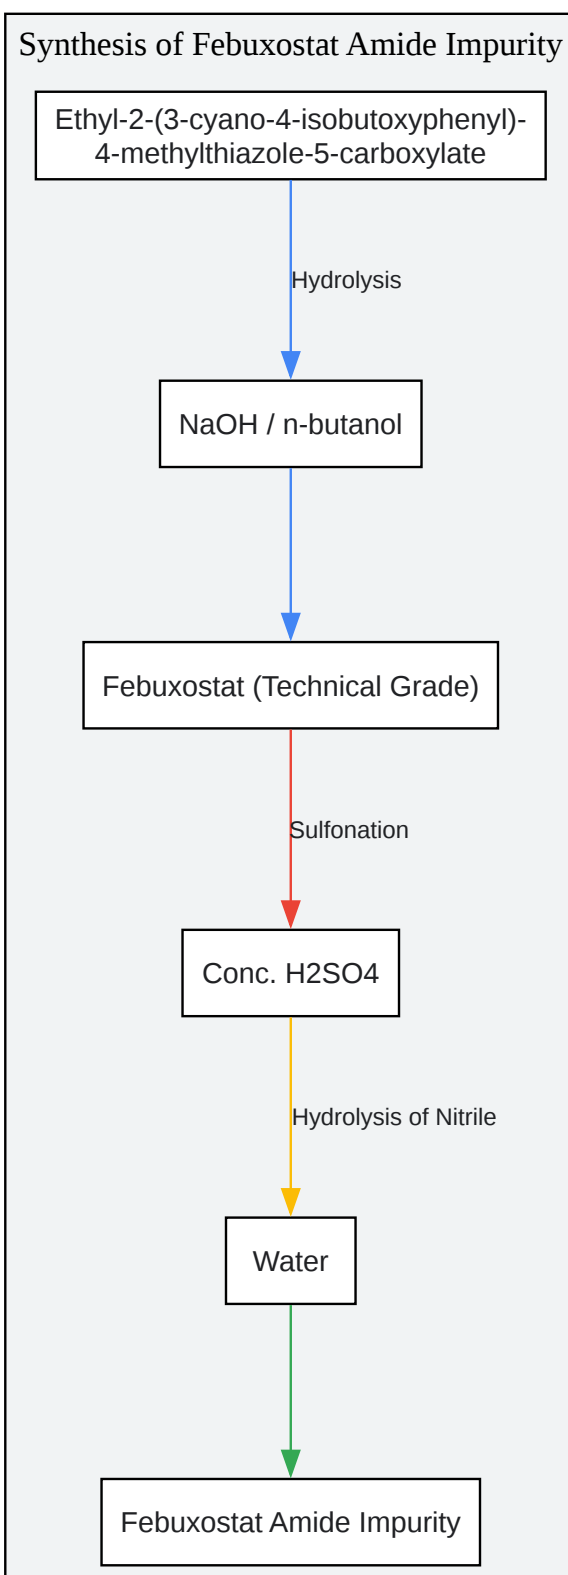 Synthesis of Febuxostat Amide Impurity
Ethyl-2-(3-cyano-4-isobutoxyphenyl)-
4-methylthiazole-5-carboxylate
Hydrolysis
NaOH / n-butanol
Febuxostat (Technical Grade)
Sulfonation
Conc. H2SO4
Hydrolysis of Nitrile
Water
Febuxostat Amide Impurity